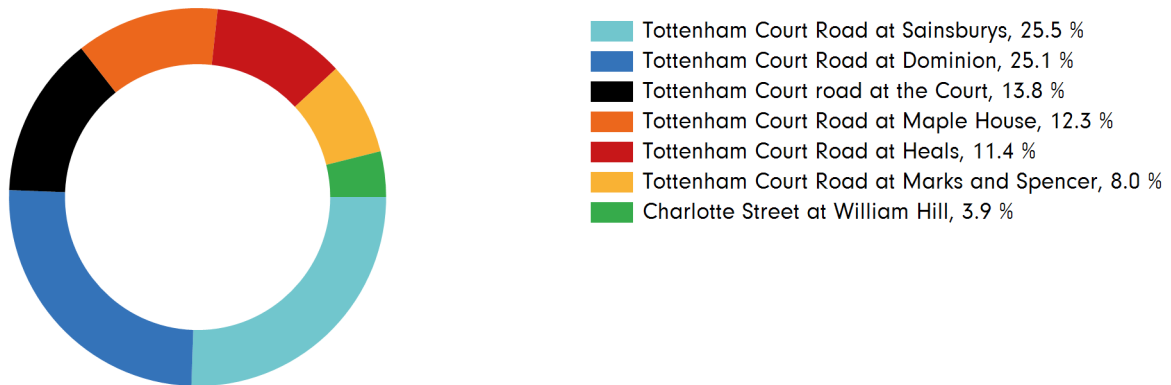 Tottenham Court Road at Sainsburys, 25.5 %
Tottenham Court Road at Dominion, 25.1 %
Tottenham Court road at the Court, 13.8 %
Tottenham Court Road at Maple House, 12.3 %
Tottenham Court Road at Heals, 11.4 %
Tottenham Court Road at Marks and Spencer, 8.0 %
Charlotte Street at William Hill, 3.9 %